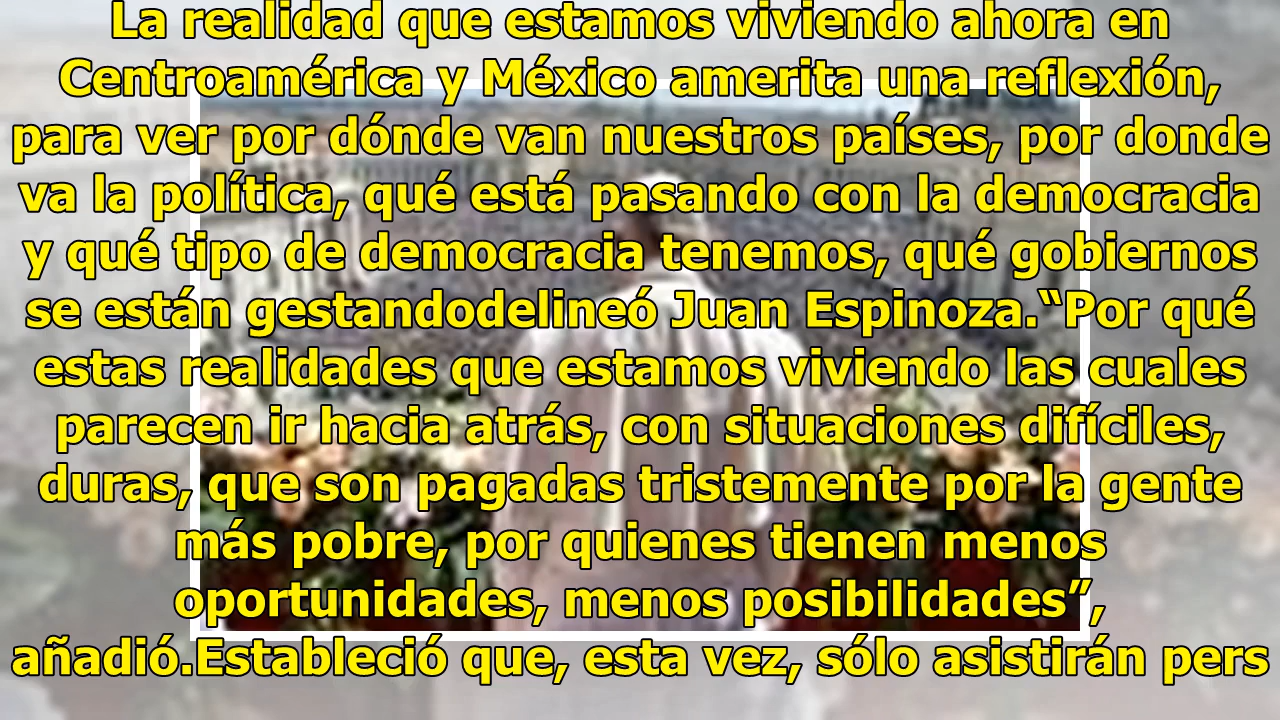 La realidad que estamos viviendo ahora en
Centroamérica y México amerita una reflexión,
para ver por dónde van nuestros países, por donde
va la política, qué está pasando con la democracia
y qué tipo de democracia tenemos, qué gobiernos
se están gestandodelineó Juan Espinoza.“Por qué
estas realidades que estamos viviendo las cuales
parecen ir hacia atrás, con situaciones difíciles,
duras, que son pagadas tristemente por la gente
más pobre, por quienes tienen menos
oportunidades, menos posibilidades”,
añadió.Estableció que, esta vez, sólo asistirán pers